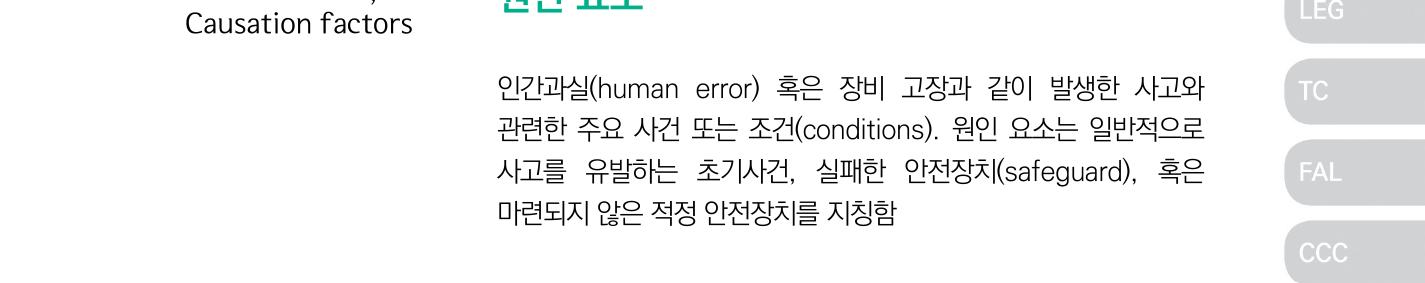 원인 요소
Causation factors
인간과실(human error) 혹은 장비 고장과 같이 발생한 사고와
관련한 주요 사건 또는 조건(conditions). 원인 요소는 일반적으로
사고를 유발하는 초기사건, 실패한 안전장치(safeguard), 혹은
마련되지 않은 적정 안전장치를 지칭함
LEG
TC
FAL
CCC